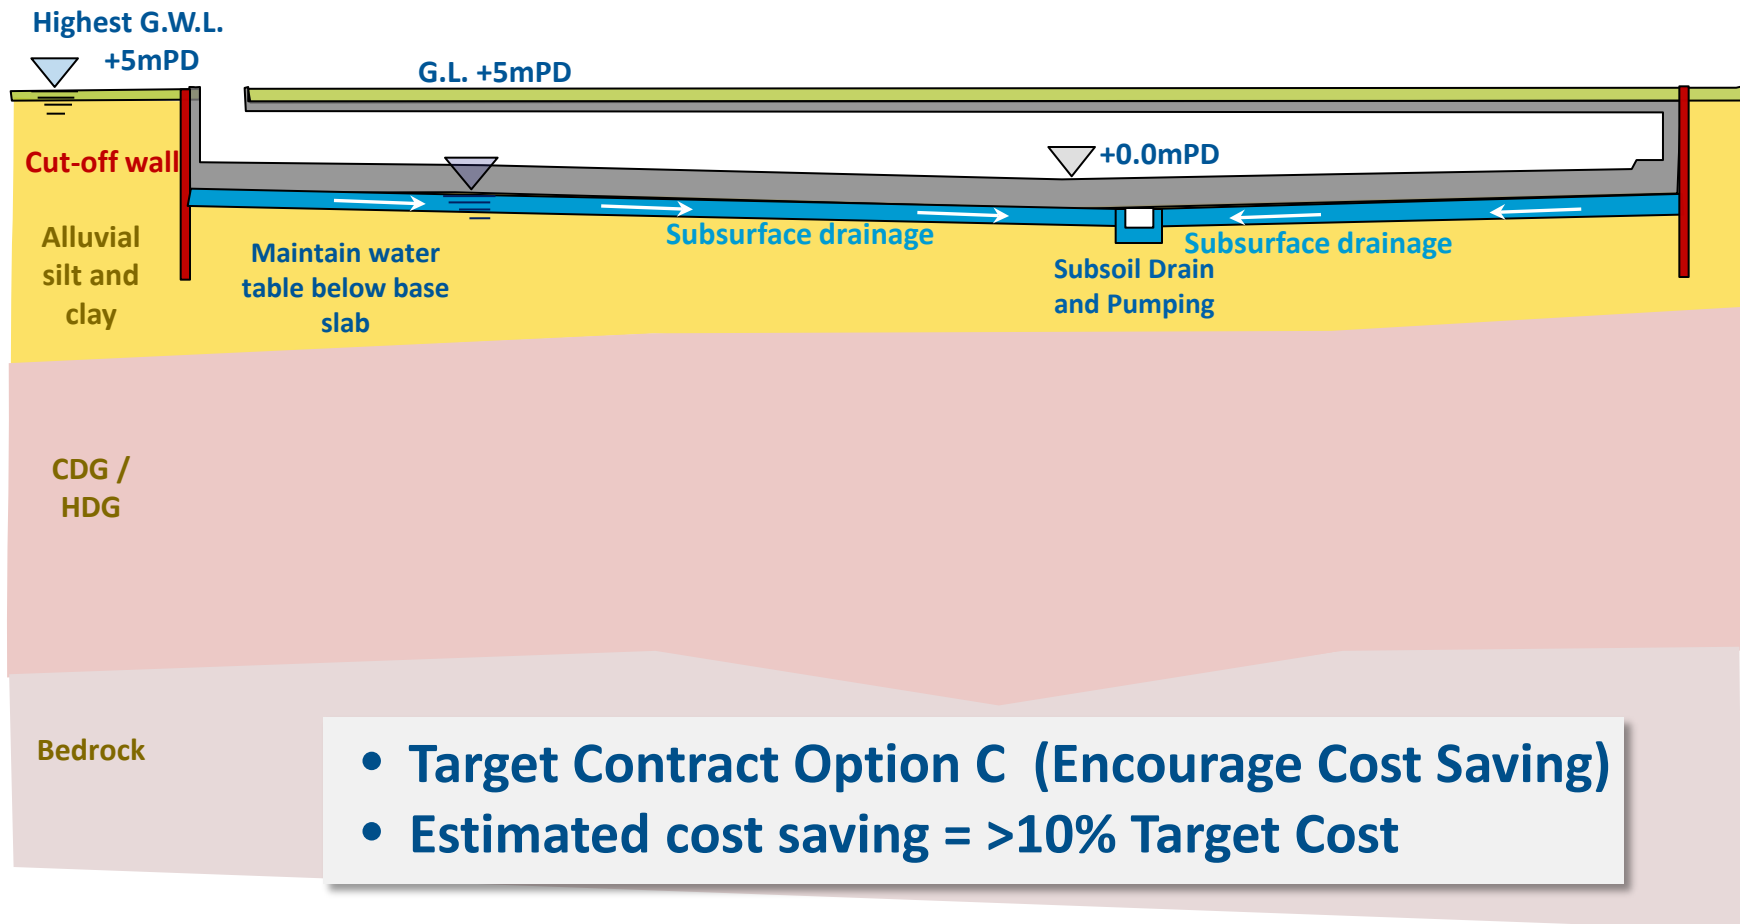 Highest G.W.L.
+5mPD
G.L. +5mPD
Cut-off wall
+0.0mPD
Alluvial
silt and
clay
Maintain water
table below base
slab
Subsurface drainage
Subsoil Drain
and Pumping
Subsurface drainage
CDG /
HDG
Bedrock
• Target Contract Option C (Encourage Cost Saving)
• Estimated cost saving = >10% Target Cost